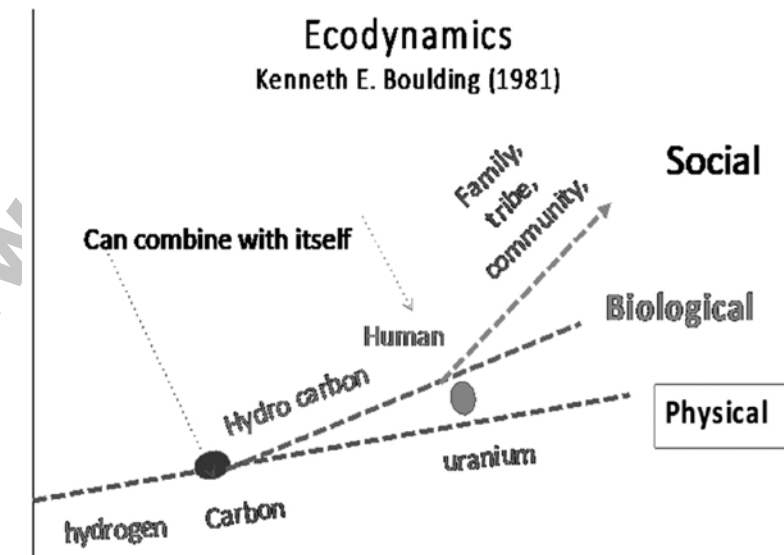 Ecodynamics
Kenneth E. Boulding (1981)
Family,
tribe,
community,
Social
Can combine with itself
Human
Biological
Hydro carbon
Physical
uranium
hydrogen
Carbon